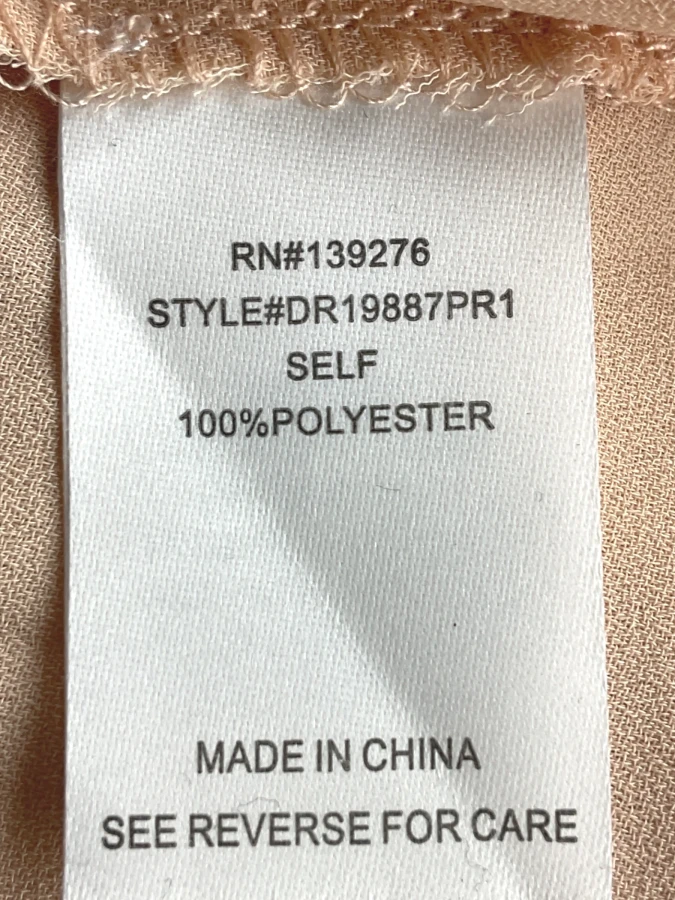 RN#139276
STYLE#DR19887PR1
SELF
100%POLYESTER
MADE IN CHINA
SEE REVERSE FOR CARE